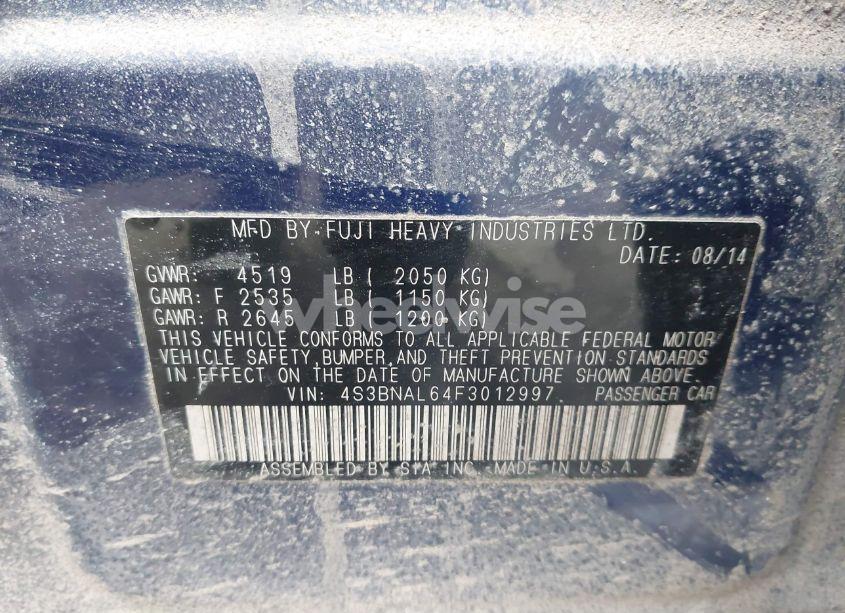 MFD BY FUJI HEAVY INDUSTRIES LTD.
DATE: 08/14
GVWR: 4519 LB ( 2050 KG)
GAWR: F 2535 LB ( 1150 KG)
GAWR: R 2645 LB ( 1200 KG)
wheelwise
THIS VEHICLE CONFORMS TO ALL APPLICABLE FEDERAL MOTOR
VEHICLE SAFETY, BUMPER, AND THEFT PREVENTION STANDARDS
IN EFFECT ON THE DATE OF MANUFACTURE SHOWN ABOVE.
VIN: 4S3BNAL64F3012997 PASSENGER CAR
ASSEMBLED BY SIA INC. MADE IN U.S.A.